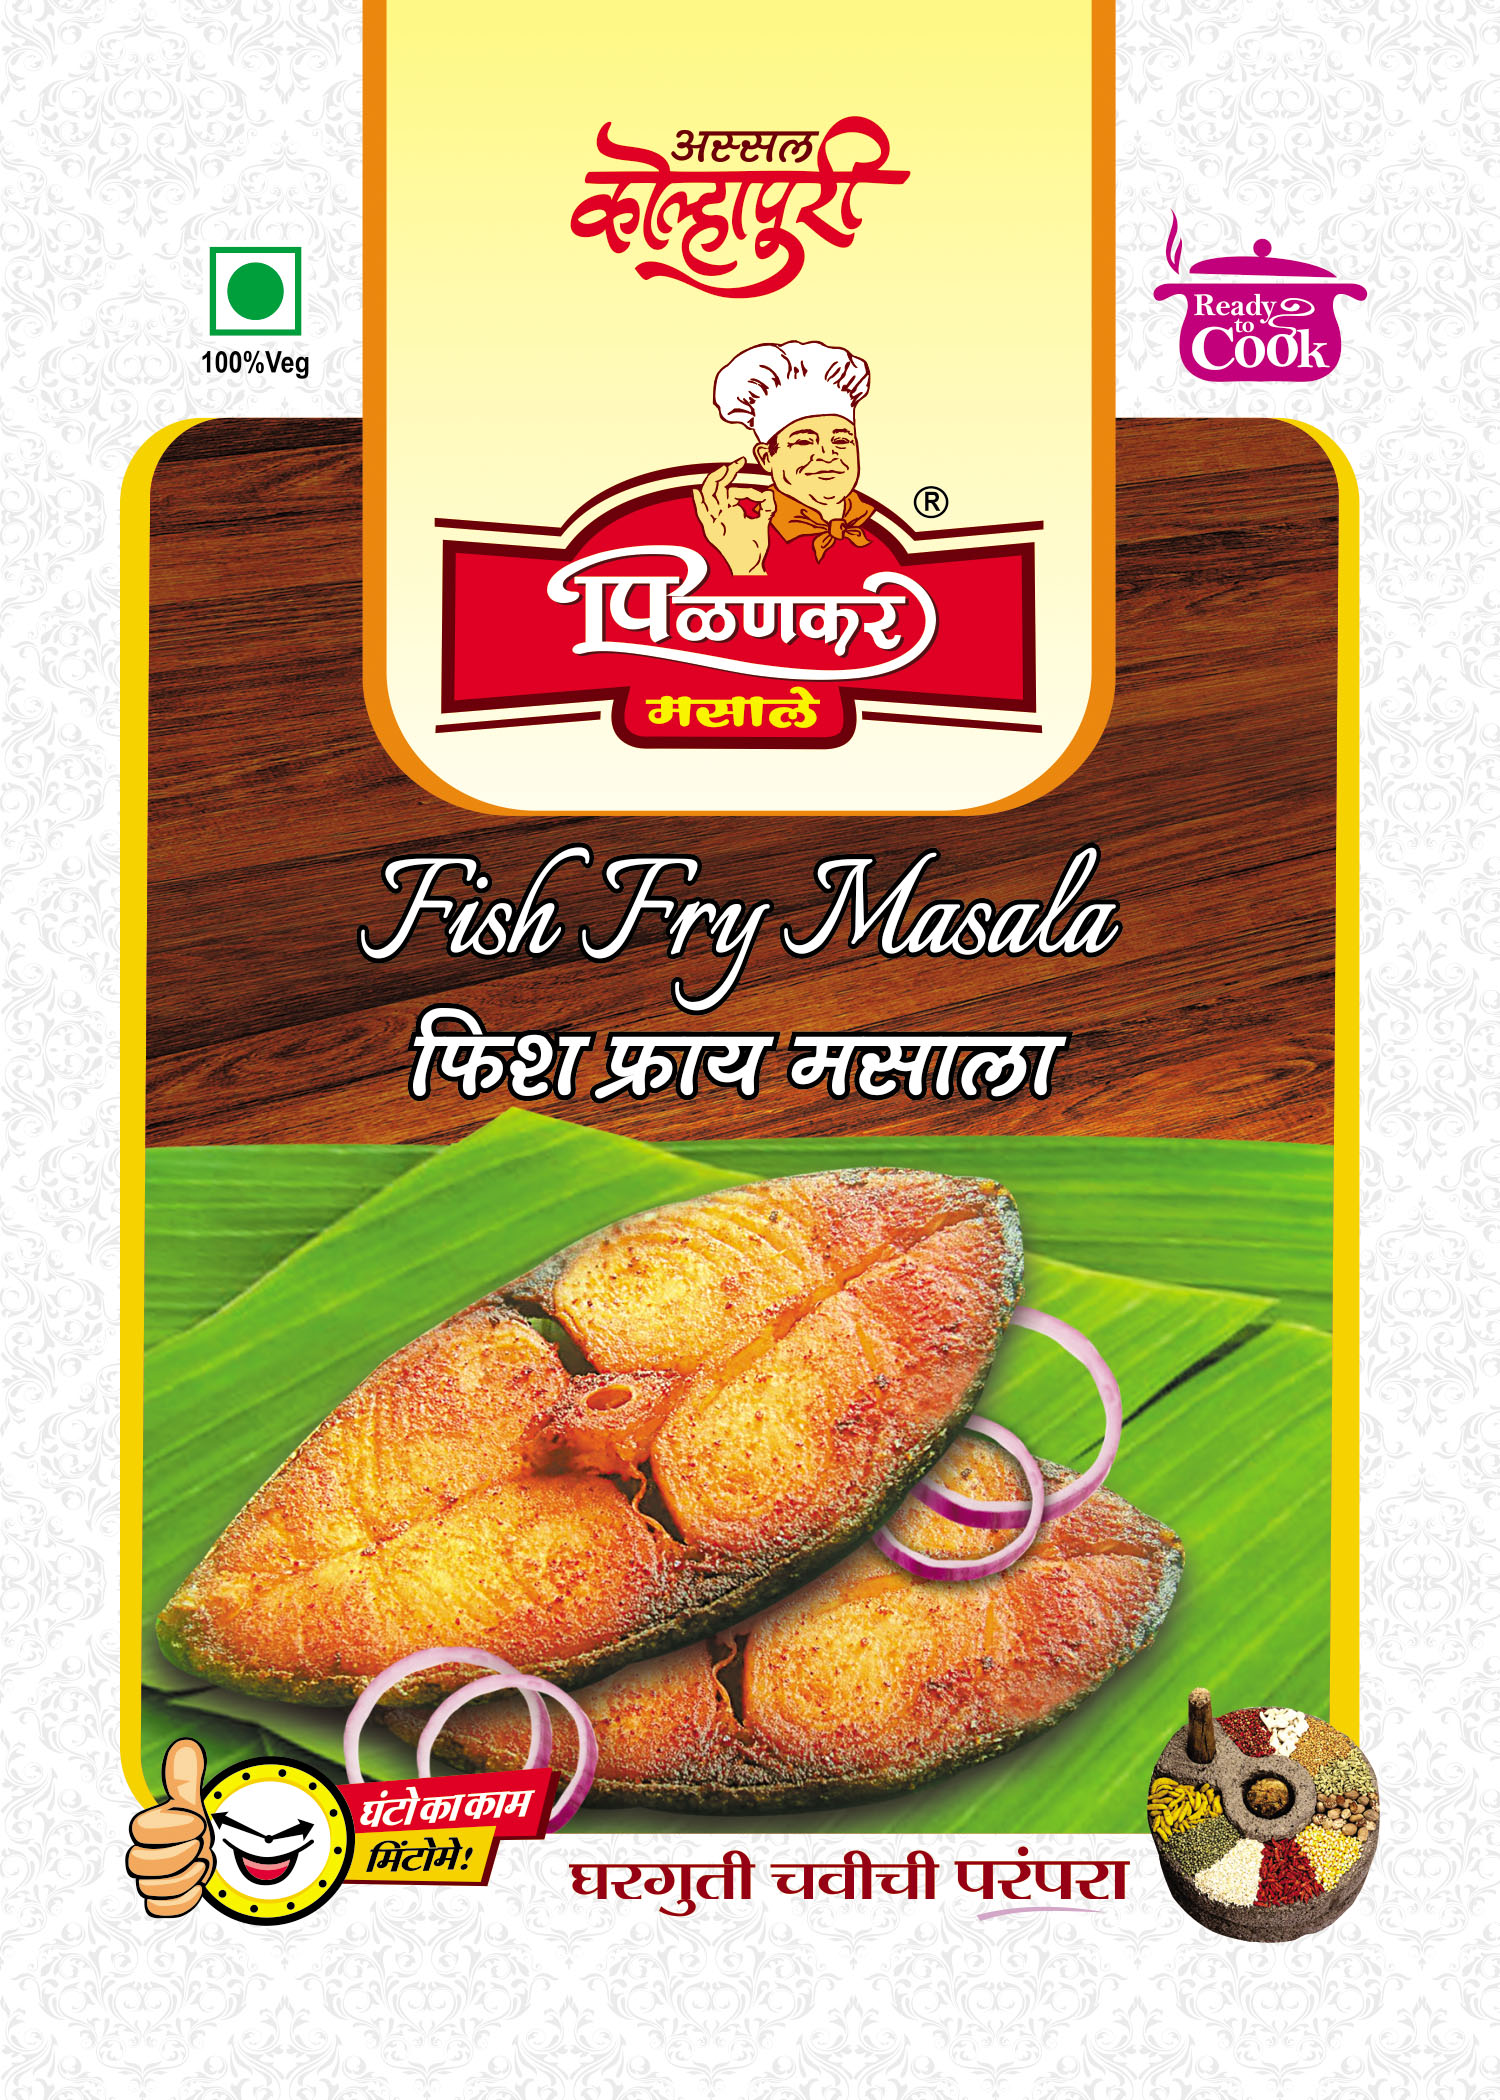 अस्सल
कोल्हापुरी
100%Veg
Ready
to
Cook
®
पिळणकर
मसाले
Fish Fry Masala
फिश फ्राय मसाला
घंटो का काम
मिंटोमे!
घरगुती चवीची परंपरा